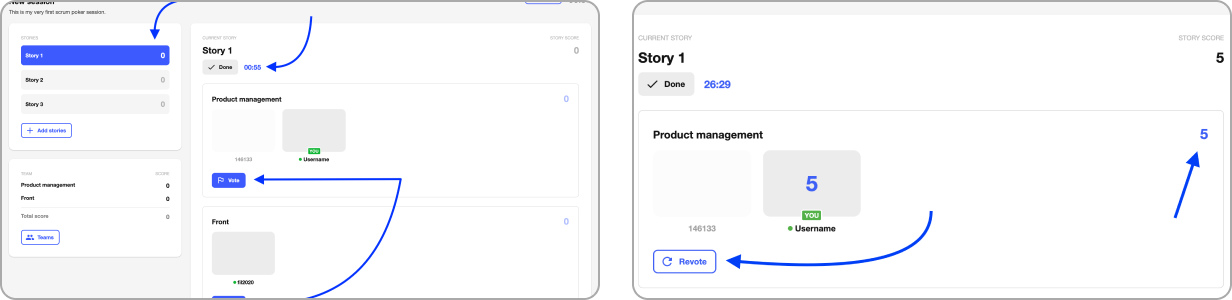 New session
This is my very first scrum poker session.
STORIES
Story 1 0
Story 2 0
Story 3 0
Add stories
TEAM SCORE
Product management 0
Front 0
Total score 0
Teams
CURRENT STORY STORY SCORE
Story 1 0
Done 00:55
Product management 0
YOU
146133 Username
Vote
Front 0
fil2020
CURRENT STORY STORY SCORE
Story 1 5
Done 26:29
Product management 5
5
YOU
146133 Username
Revote